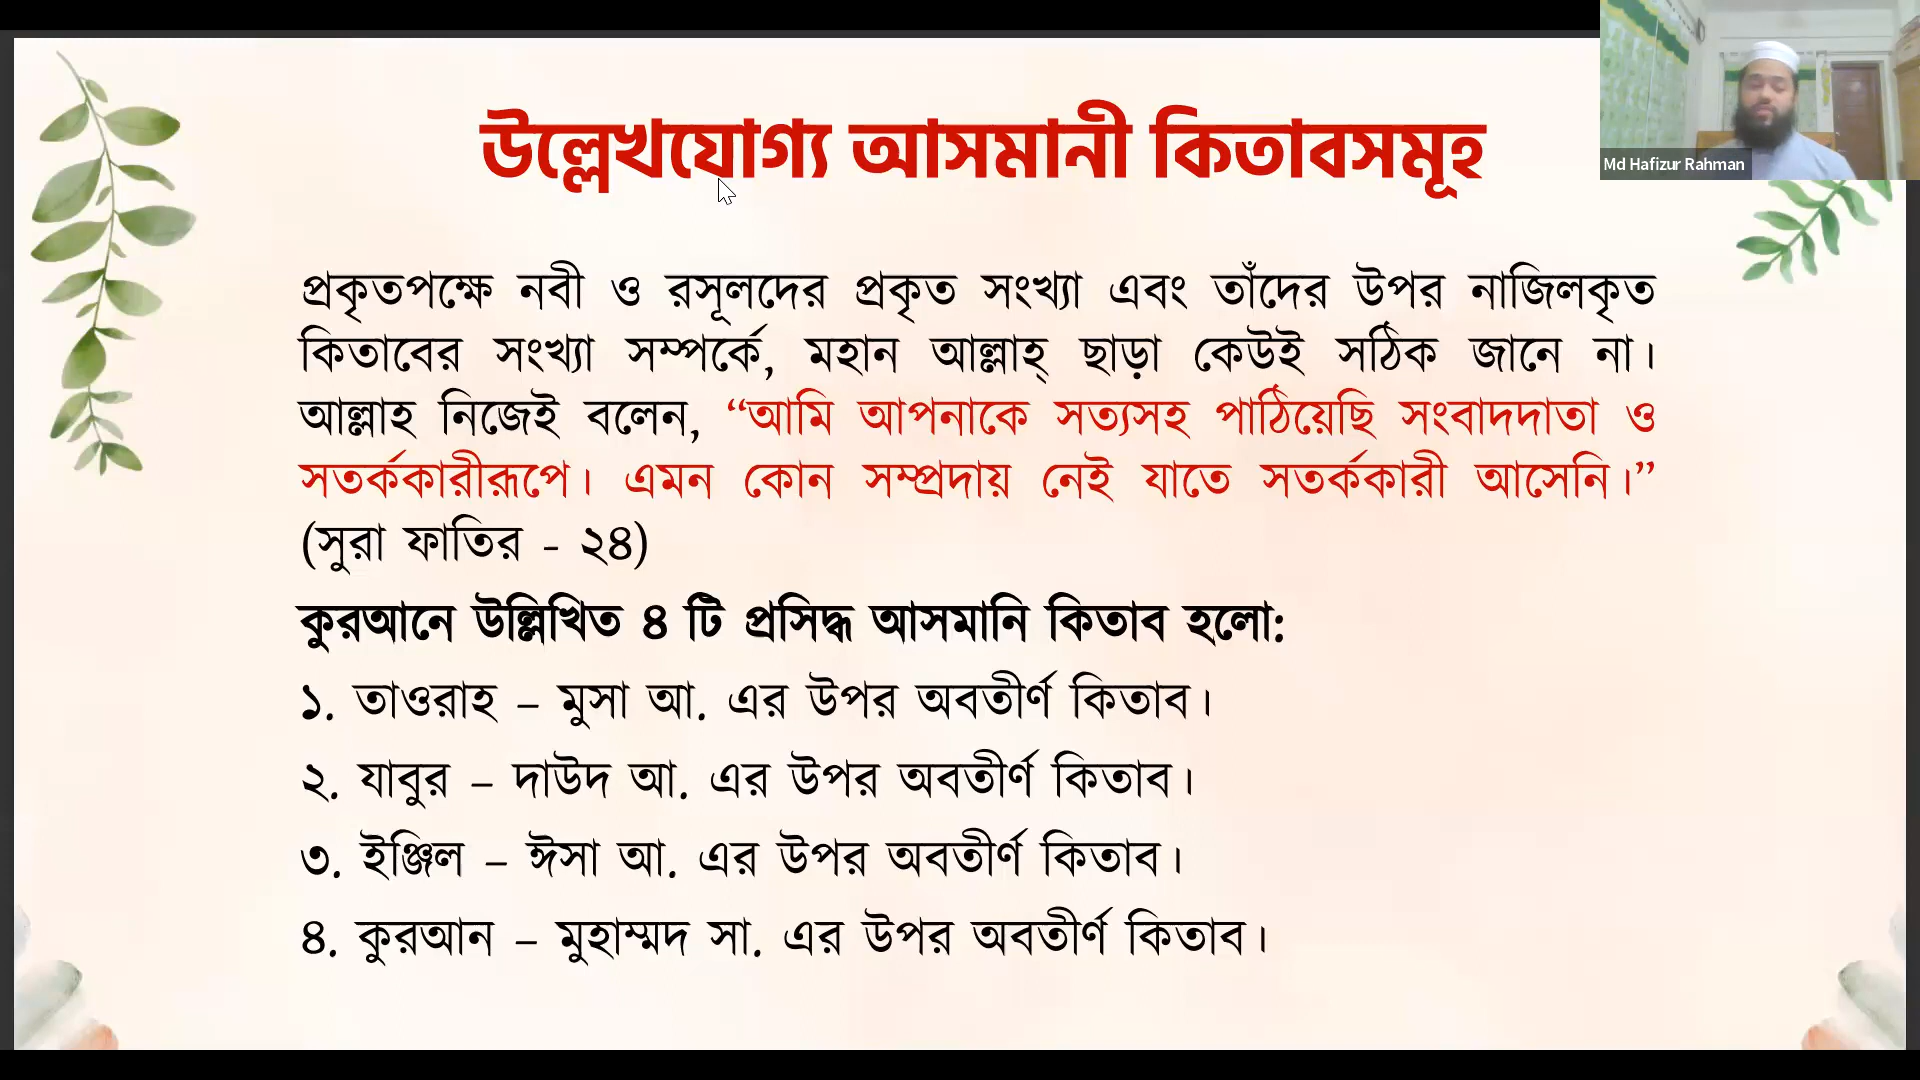 উল্লেখযোগ্য আসমানী কিতাবসমূহ
Md Hafizur Rahman
প্রকৃতপক্ষে নবী ও রসূলদের প্রকৃত সংখ্যা এবং তাঁদের উপর নাজিলকৃত
কিতাবের সংখ্যা সম্পর্কে, মহান আল্লাহ্ ছাড়া কেউই সঠিক জানে না।
আল্লাহ নিজেই বলেন, “আমি আপনাকে সত্যসহ পাঠিয়েছি সংবাদদাতা ও
সতর্ককারীরূপে। এমন কোন সম্প্রদায় নেই যাতে সতর্ককারী আসেনি।”
(সুরা ফাতির - ২৪)
কুরআনে উল্লিখিত ৪ টি প্রসিদ্ধ আসমানি কিতাব হলো:
১. তাওরাহ – মুসা আ. এর উপর অবতীর্ণ কিতাব।
২. যাবুর – দাউদ আ. এর উপর অবতীর্ণ কিতাব।
৩. ইঞ্জিল – ঈসা আ. এর উপর অবতীর্ণ কিতাব।
৪. কুরআন – মুহাম্মদ সা. এর উপর অবতীর্ণ কিতাব।